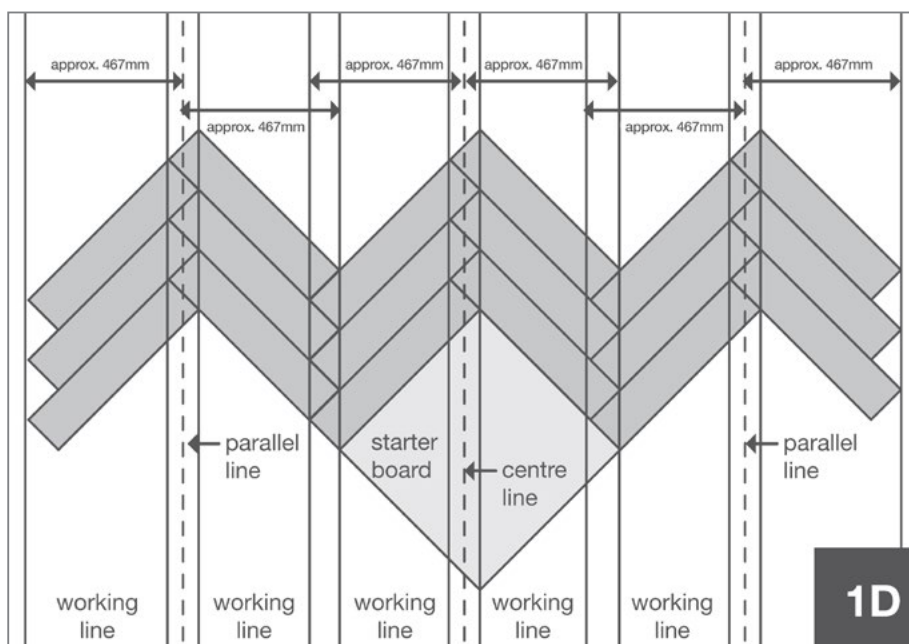 approx. 467mm
approx. 467mm
approx. 467mm
approx. 467mm
approx. 467mm
approx. 467mm
starter
board
parallel
line
centre
line
parallel
line
working
line
working
line
working
line
working
line
working
line
1D